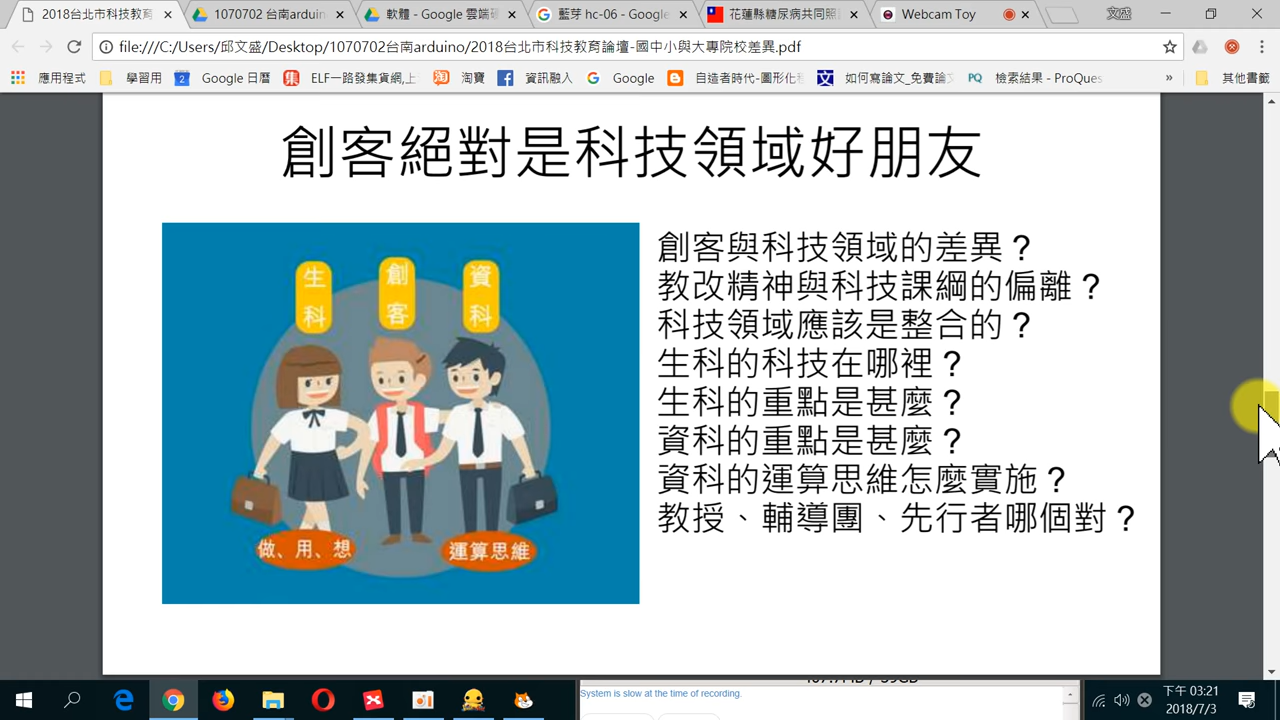 2018台北市科技教育
1070702 台南arduin
軟體 - Google 雲端硬
藍芽 hc-06 - Google
花蓮縣糖尿病共同照
Webcam Toy
文盛
file:///C:/Users/邱文盛/Desktop/1070702台南arduino/2018台北市科技教育論壇-國中小與大專院校差異.pdf
應用程式
學習用
2
Google 日曆
集
ELF一路發集貨網,上
淘
淘寶
資訊融入
Google
自造者時代-圖形化程
文
如何寫論文_免費論文
PQ
檢索結果 - ProQues
»
其他書籤
創客絕對是科技領域好朋友
生科
創客
資科
做、用、想
運算思維
創客與科技領域的差異？
教改精神與科技課綱的偏離？
科技領域應該是整合的？
生科的科技在哪裡？
生科的重點是甚麼？
資科的重點是甚麼？
資科的運算思維怎麼實施？
教授、輔導團、先行者哪個對？
System is slow at the time of recording.
下午 03:21
2018/7/3